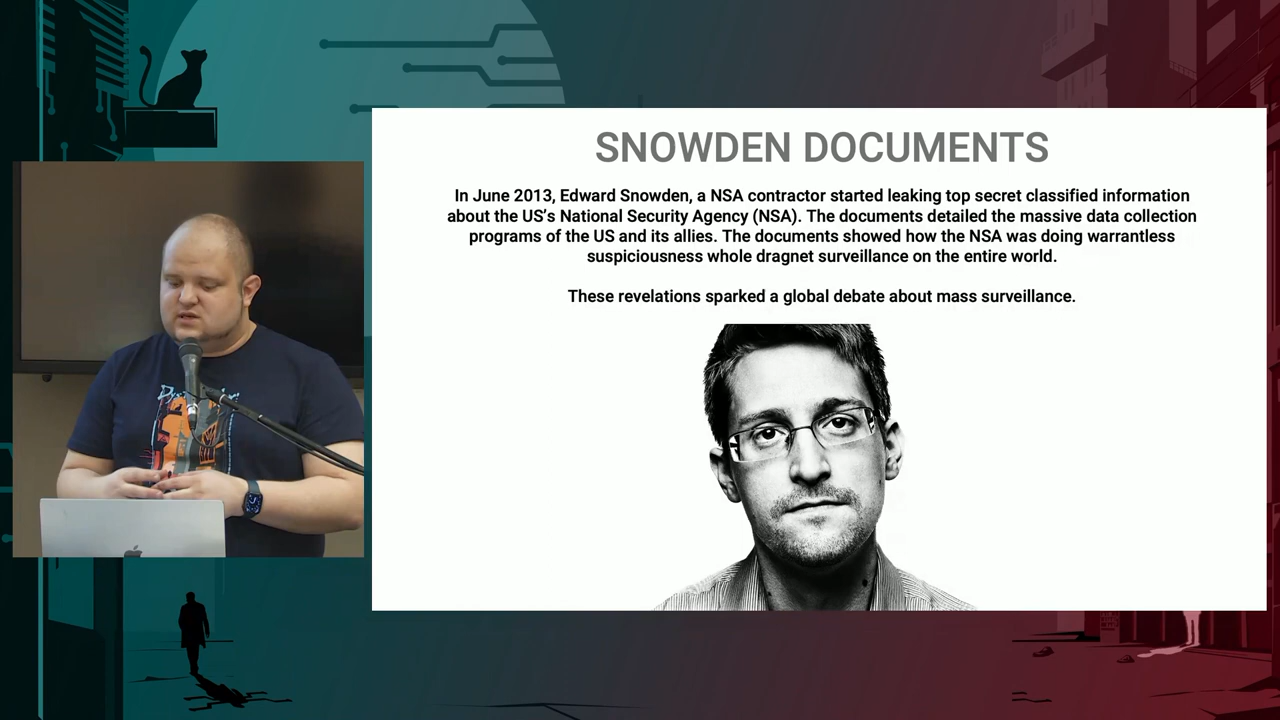 SNOWDEN DOCUMENTS
In June 2013, Edward Snowden, a NSA contractor started leaking top secret classified information
about the US's National Security Agency (NSA). The documents detailed the massive data collection
programs of the US and its allies. The documents showed how the NSA was doing warrantless
suspiciousness whole dragnet surveillance on the entire world.
These revelations sparked a global debate about mass surveillance.